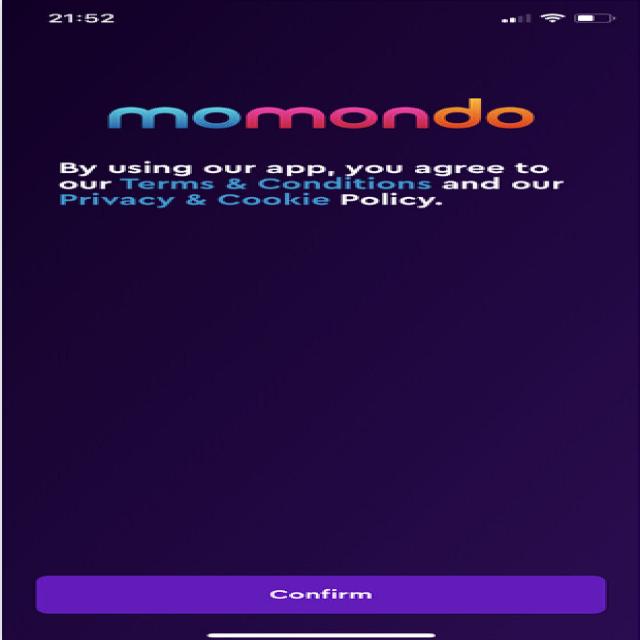 21:52
momondo
By using our app, you agree to
our Terms & Conditions and our
Privacy & Cookie Policy.
Confirm